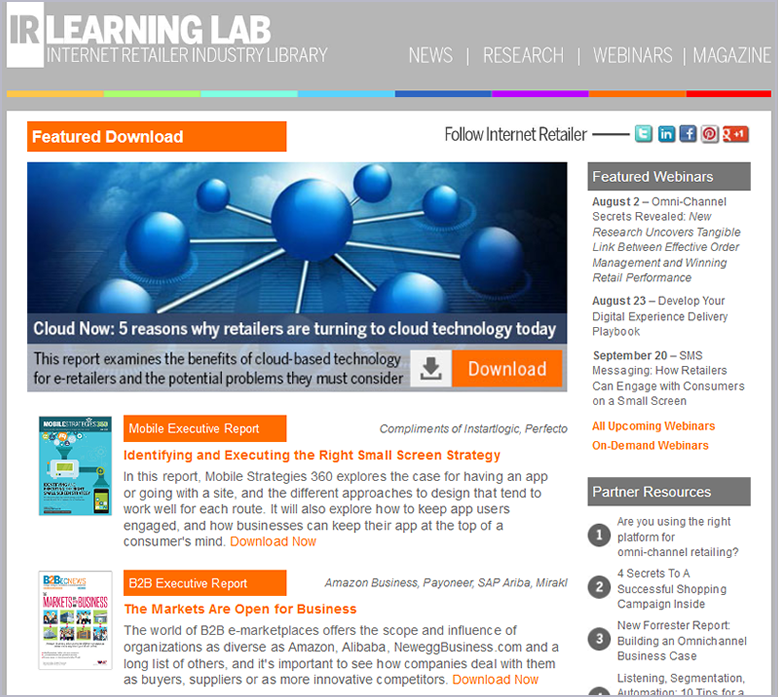 IR LEARNING LAB
INTERNET RETAILER INDUSTRY LIBRARY
NEWS | RESEARCH | WEBINARS | MAGAZINE
Featured Download
Follow Internet Retailer
+1
Cloud Now: 5 reasons why retailers are turning to cloud technology today
This report examines the benefits of cloud-based technology
for e-retailers and the potential problems they must consider
Download
Mobile Executive Report
Compliments of Instartlogic, Perfecto
MOBILESTRATEGIES360
Identifying and Executing the Right Small Screen Strategy
In this report, Mobile Strategies 360 explores the case for having an app
or going with a site, and the different approaches to design that tend to
work well for each route. It will also explore how to keep app users
engaged, and how businesses can keep their app at the top of a
consumer's mind. Download Now
B2B Executive Report
Amazon Business, Payoneer, SAP Ariba, Mirakl
B2BECNEWS
MARKETS
BUSINESS
The Markets Are Open for Business
The world of B2B e-marketplaces offers the scope and influence of
organizations as diverse as Amazon, Alibaba, NeweggBusiness.com and a
long list of others, and it's important to see how companies deal with them
as buyers, suppliers or as more innovative competitors. Download Now
Featured Webinars
August 2 – Omni-Channel
Secrets Revealed: New
Research Uncovers Tangible
Link Between Effective Order
Management and Winning
Retail Performance
August 23 – Develop Your
Digital Experience Delivery
Playbook
September 20 – SMS
Messaging: How Retailers
Can Engage with Consumers
on a Small Screen
All Upcoming Webinars
On-Demand Webinars
Partner Resources
1 Are you using the right
platform for
omni-channel retailing?
2 4 Secrets To A
Successful Shopping
Campaign Inside
3 New Forrester Report:
Building an Omnichannel
Business Case
Listening, Segmentation,
Automation: 10 Tips for a